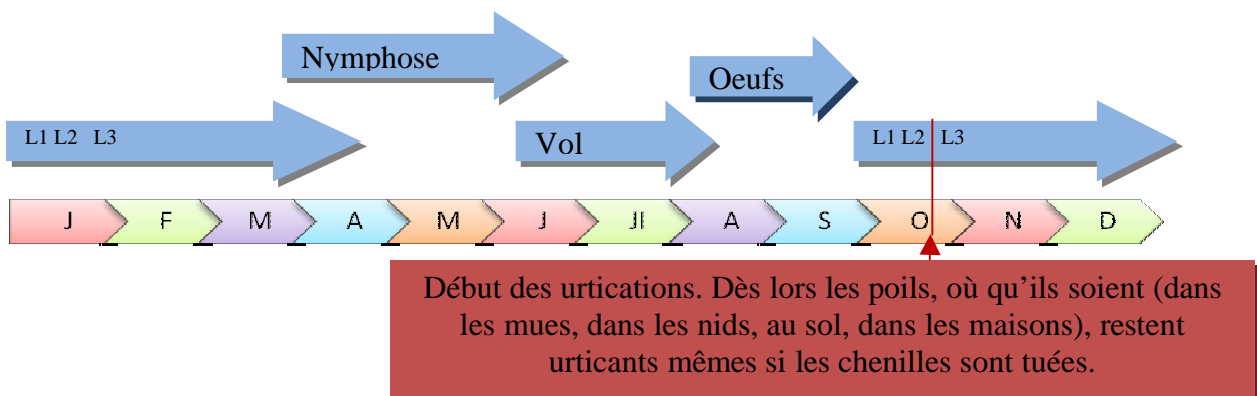 Nymphose
Oeufs
L1 L2 L3
Vol
L1 L2 L3
J F M A M J Jl A S O N D
Début des urtications. Dès lors les poils, où qu’ils soient (dans
les mues, dans les nids, au sol, dans les maisons), restent
urticants mêmes si les chenilles sont tuées.